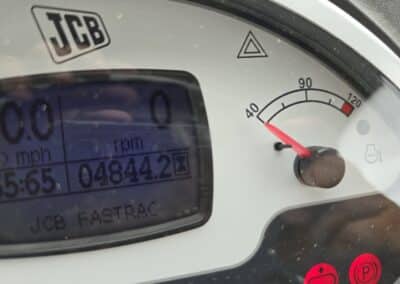 JCB
40 90 120
0.0 0
mph rpm
5:65 04844.2
JCB FASTRAC
P